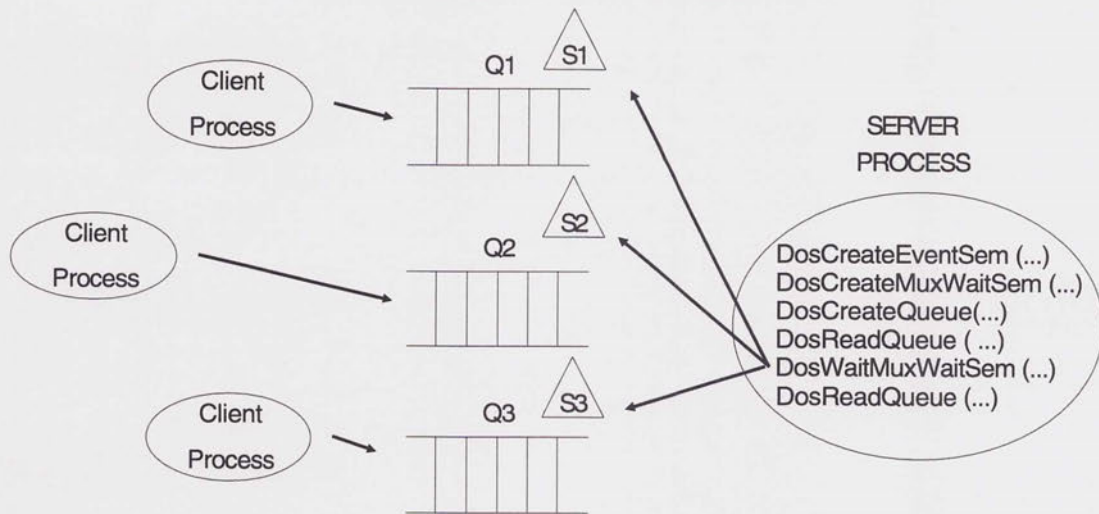 Client
Process
Q1
S1
Client
Process
Q2
S2
Client
Process
Q3
S3
SERVER
PROCESS
DosCreateEventSem (...)
DosCreateMuxWaitSem (...)
DosCreateQueue(...)
DosReadQueue ( ...)
DosWaitMuxWaitSem (...)
DosReadQueue (...)